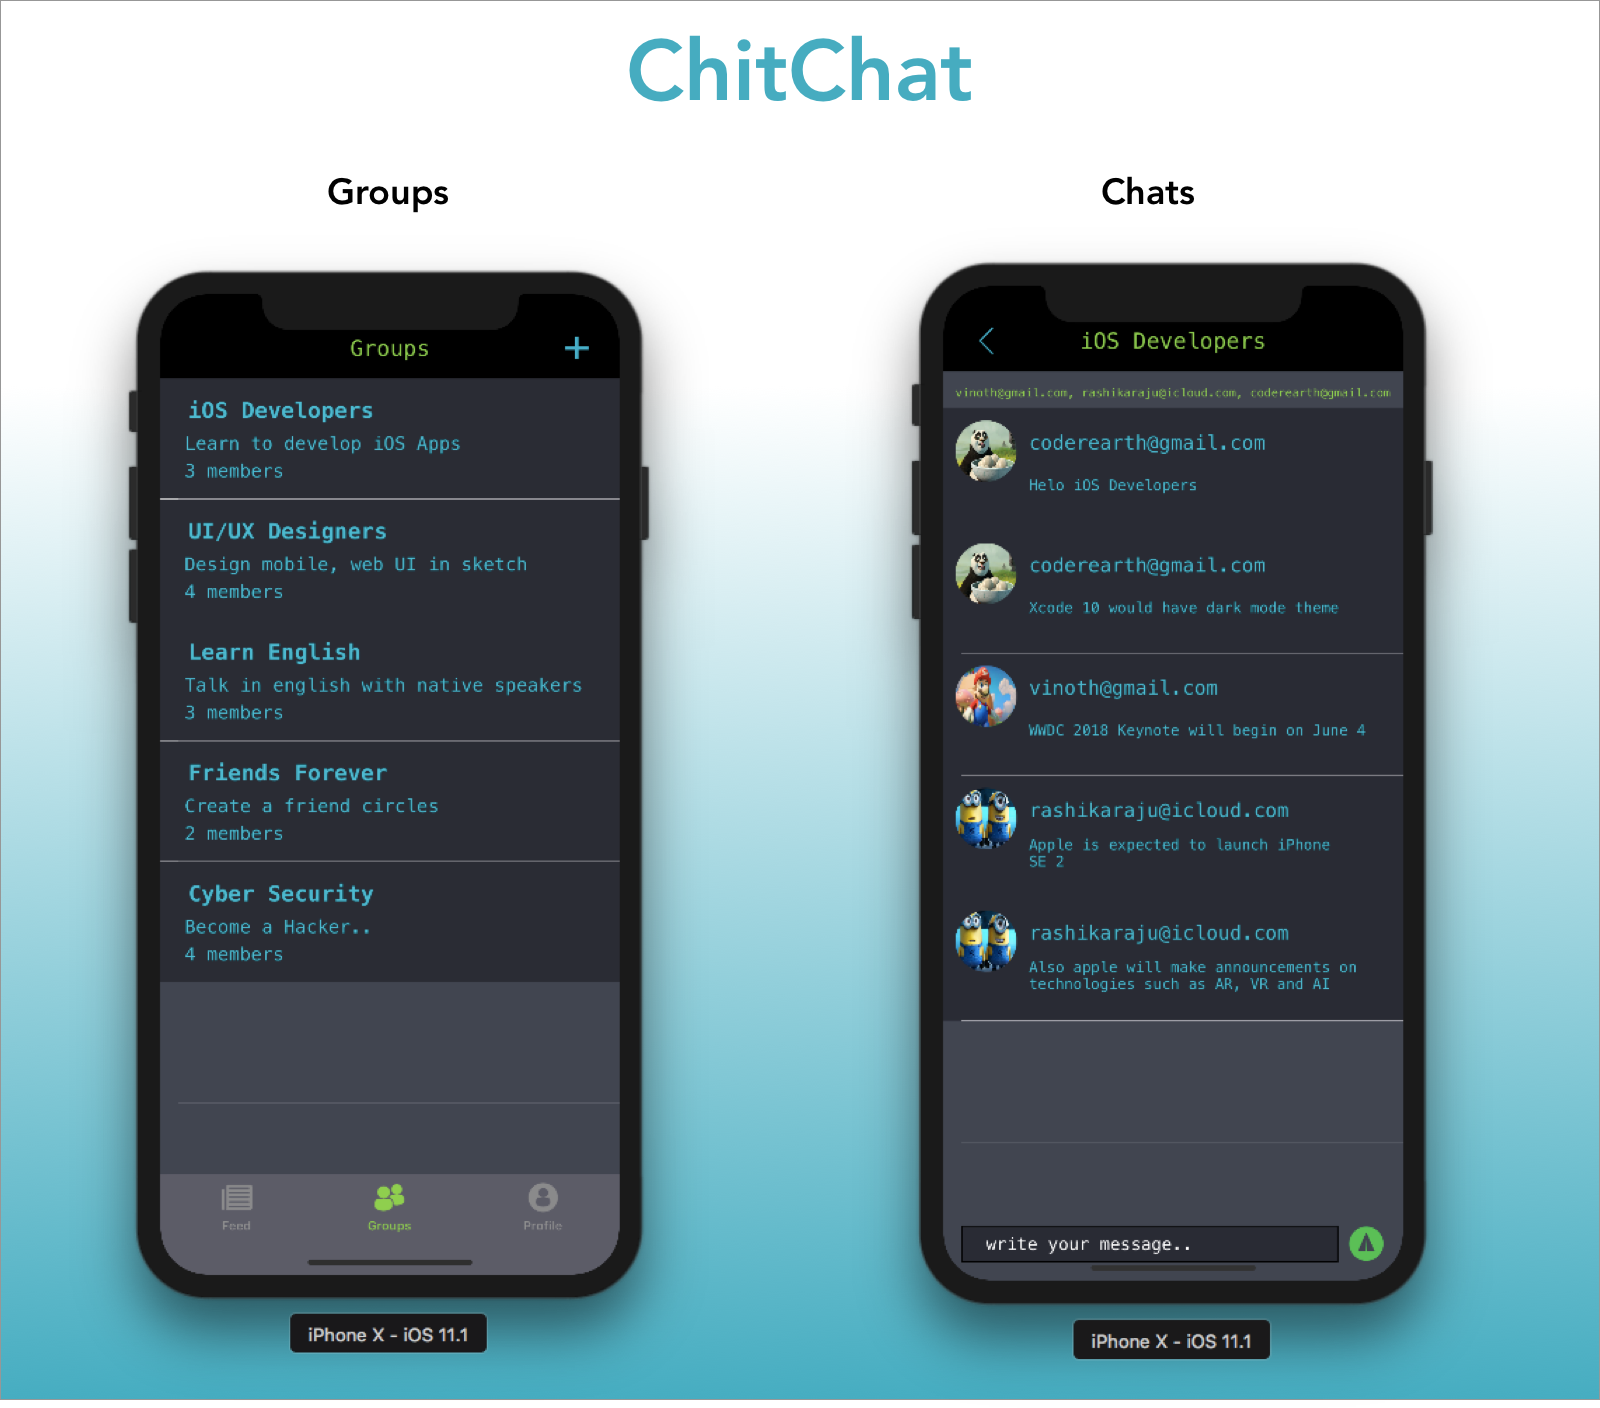 ChitChat
Groups
Groups
+
iOS Developers
Learn to develop iOS Apps
3 members
UI/UX Designers
Design mobile, web UI in sketch
4 members
Learn English
Talk in english with native speakers
3 members
Friends Forever
Create a friend circles
2 members
Cyber Security
Become a Hacker..
4 members
Feed
Groups
Profile
iPhone X - iOS 11.1
Chats
iOS Developers
vinoth@gmail.com, rashikaraju@icloud.com, coderearth@gmail.com
coderearth@gmail.com
Helo iOS Developers
coderearth@gmail.com
Xcode 10 would have dark mode theme
vinoth@gmail.com
WWDC 2018 Keynote will begin on June 4
rashikaraju@icloud.com
Apple is expected to launch iPhone
SE 2
rashikaraju@icloud.com
Also apple will make announcements on
technologies such as AR, VR and AI
write your message..
iPhone X - iOS 11.1